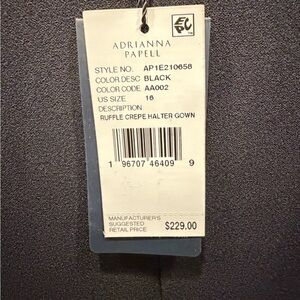 ADRIANNA
PAPELL
STYLE NO. AP1E210658
COLOR DESC BLACK
COLOR CODE AA002
US SIZE 16
DESCRIPTION
RUFFLE CREPE HALTER GOWN
1 96707 46409 9
MANUFACTURER'S
SUGGESTED
RETAIL PRICE $229.00